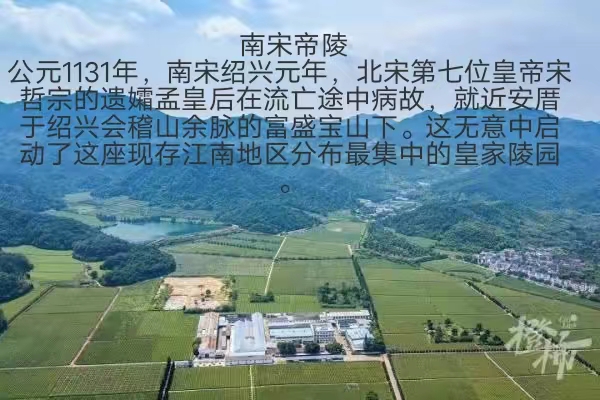 南宋帝陵
公元1131年，南宋绍兴元年，北宋第七位皇帝宋
哲宗的遗孀孟皇后在流亡途中病故，就近安厝
于绍兴会稽山余脉的富盛宝山下。这无意中启
动了这座现存江南地区分布最集中的皇家陵园
。
橙柿